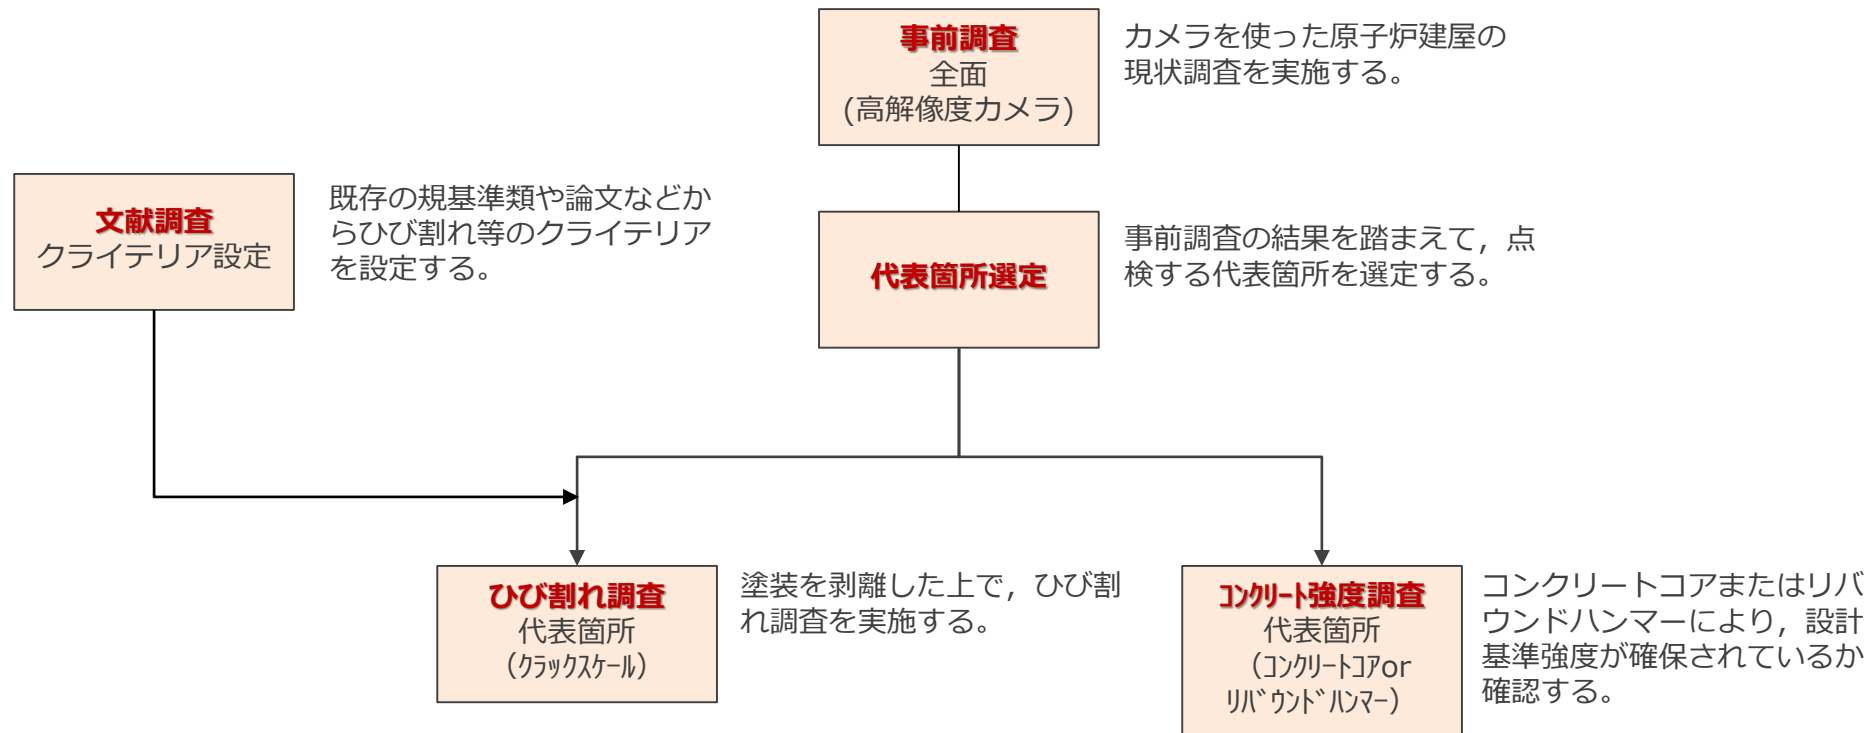 事前調査
全面
(高解像度カメラ)
カメラを使った原子炉建屋の
現状調査を実施する。
文献調査
クライテリア設定
既存の規基準類や論文などか
らひび割れ等のクライテリア
を設定する。
代表箇所選定
事前調査の結果を踏まえて，点
検する代表箇所を選定する。
ひび割れ調査
代表箇所
（ｸﾗｯｸｽｹｰﾙ）
塗装を剥離した上で，ひび割
れ調査を実施する。
ｺﾝｸﾘｰﾄ強度調査
代表箇所
（ｺﾝｸﾘｰﾄｺｱor
ﾘﾊﾞｳﾝﾄﾞﾊﾝﾏｰ）
コンクリートコアまたはリバ
ウンドハンマーにより，設計
基準強度が確保されているか
確認する。